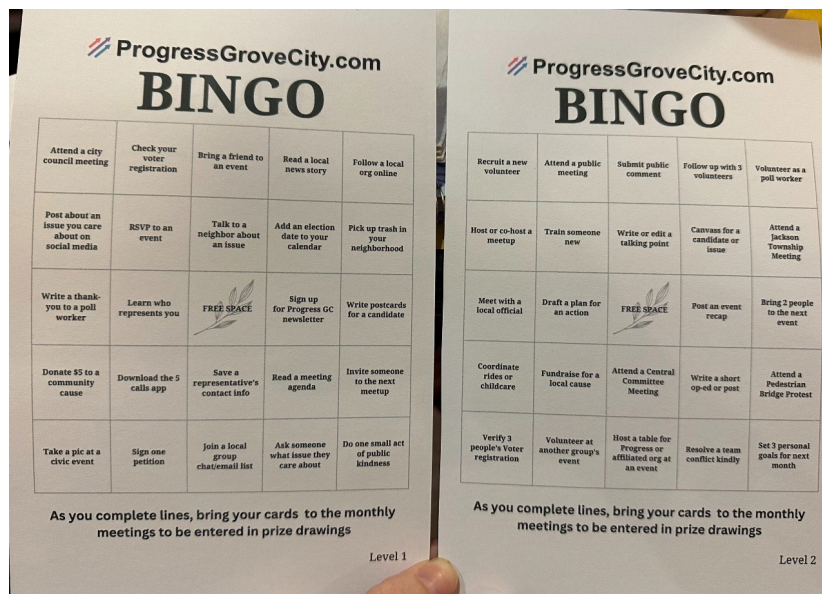 ProgressGroveCity.com
BINGO
Attend a city
council meeting
Check your
voter
registration
Bring a friend to
an event
Read a local
news story
Follow a local
org online
Post about an
issue you care
about on
social media
RSVP to an
event
Talk to a
neighbor about
an issue
Add an election
date to your
calendar
Pick up trash in
your
neighborhood
Write a thank-
you to a poll
worker
Learn who
represents you
FREE SPACE
Sign up
for Progress GC
newsletter
Write postcards
for a candidate
Donate $5 to a
community
cause
Download the 5
calls app
Save a
representative's
contact info
Read a meeting
agenda
Invite someone
to the next
meetup
Take a pic at a
civic event
Sign one
petition
Join a local
group
chat/email list
Ask someone
what issue they
care about
Do one small act
of public
kindness
As you complete lines, bring your cards to the monthly
meetings to be entered in prize drawings
Level 1
ProgressGroveCity.com
BINGO
Recruit a new
volunteer
Attend a public
meeting
Submit public
comment
Follow up with 3
volunteers
Volunteer as a
poll worker
Host or co-host a
meetup
Train someone
new
Write or edit a
talking point
Canvass for a
candidate or
issue
Attend a
Jackson
Township
Meeting
Meet with a
local official
Draft a plan for
an action
FREE SPACE
Post an event
recap
Bring 2 people
to the next
event
Coordinate
rides or
childcare
Fundraise for a
local cause
Attend a Central
Committee
Meeting
Write a short
op-ed or post
Attend a
Pedestrian
Bridge Protest
Verify 3
people's Voter
registration
Volunteer at
another group's
event
Host a table for
Progress or
affiliated org at
an event
Resolve a team
conflict kindly
Set 3 personal
goals for next
month
As you complete lines, bring your cards to the monthly
meetings to be entered in prize drawings
Level 2